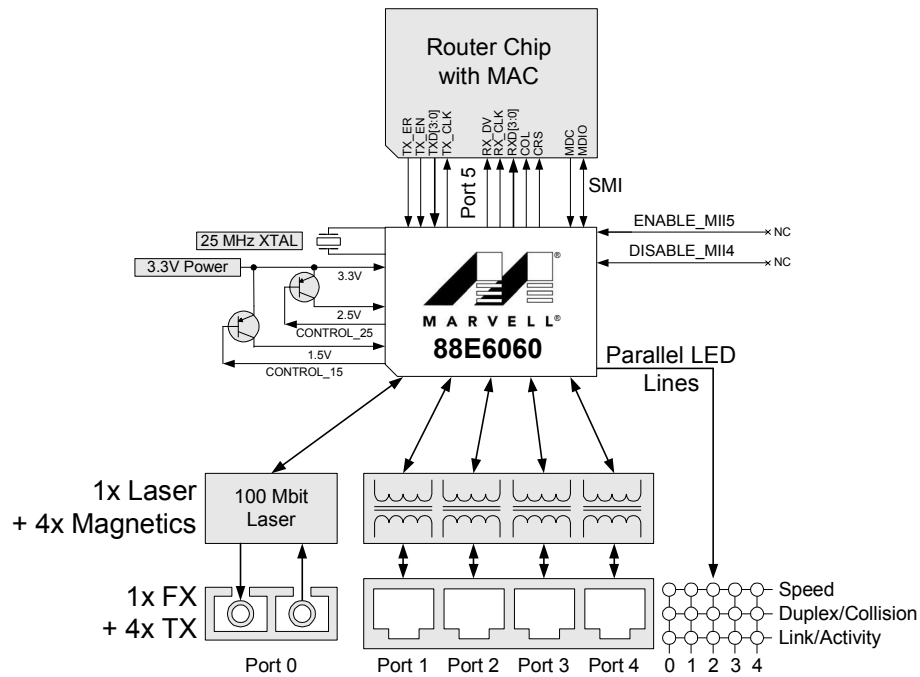 Router Chip
with MAC
TX_ER
TX_EN
TXD[3:0]
TX_CLK
RX_DV
RX_CLK
RXD[3:0]
COL
CRS
MDC
MDIO
Port 5
SMI
ENABLE_MII5
NC
DISABLE_MII4
NC
25 MHz XTAL
3.3V Power
3.3V
2.5V
CONTROL_25
1.5V
CONTROL_15
®
MARVELL®
88E6060
Parallel LED
Lines
1x Laser
+ 4x Magnetics
100 Mbit
Laser
1x FX
+ 4x TX
Speed
Duplex/Collision
Link/Activity
Port 0
Port 1
Port 2
Port 3
Port 4
0 1 2 3 4